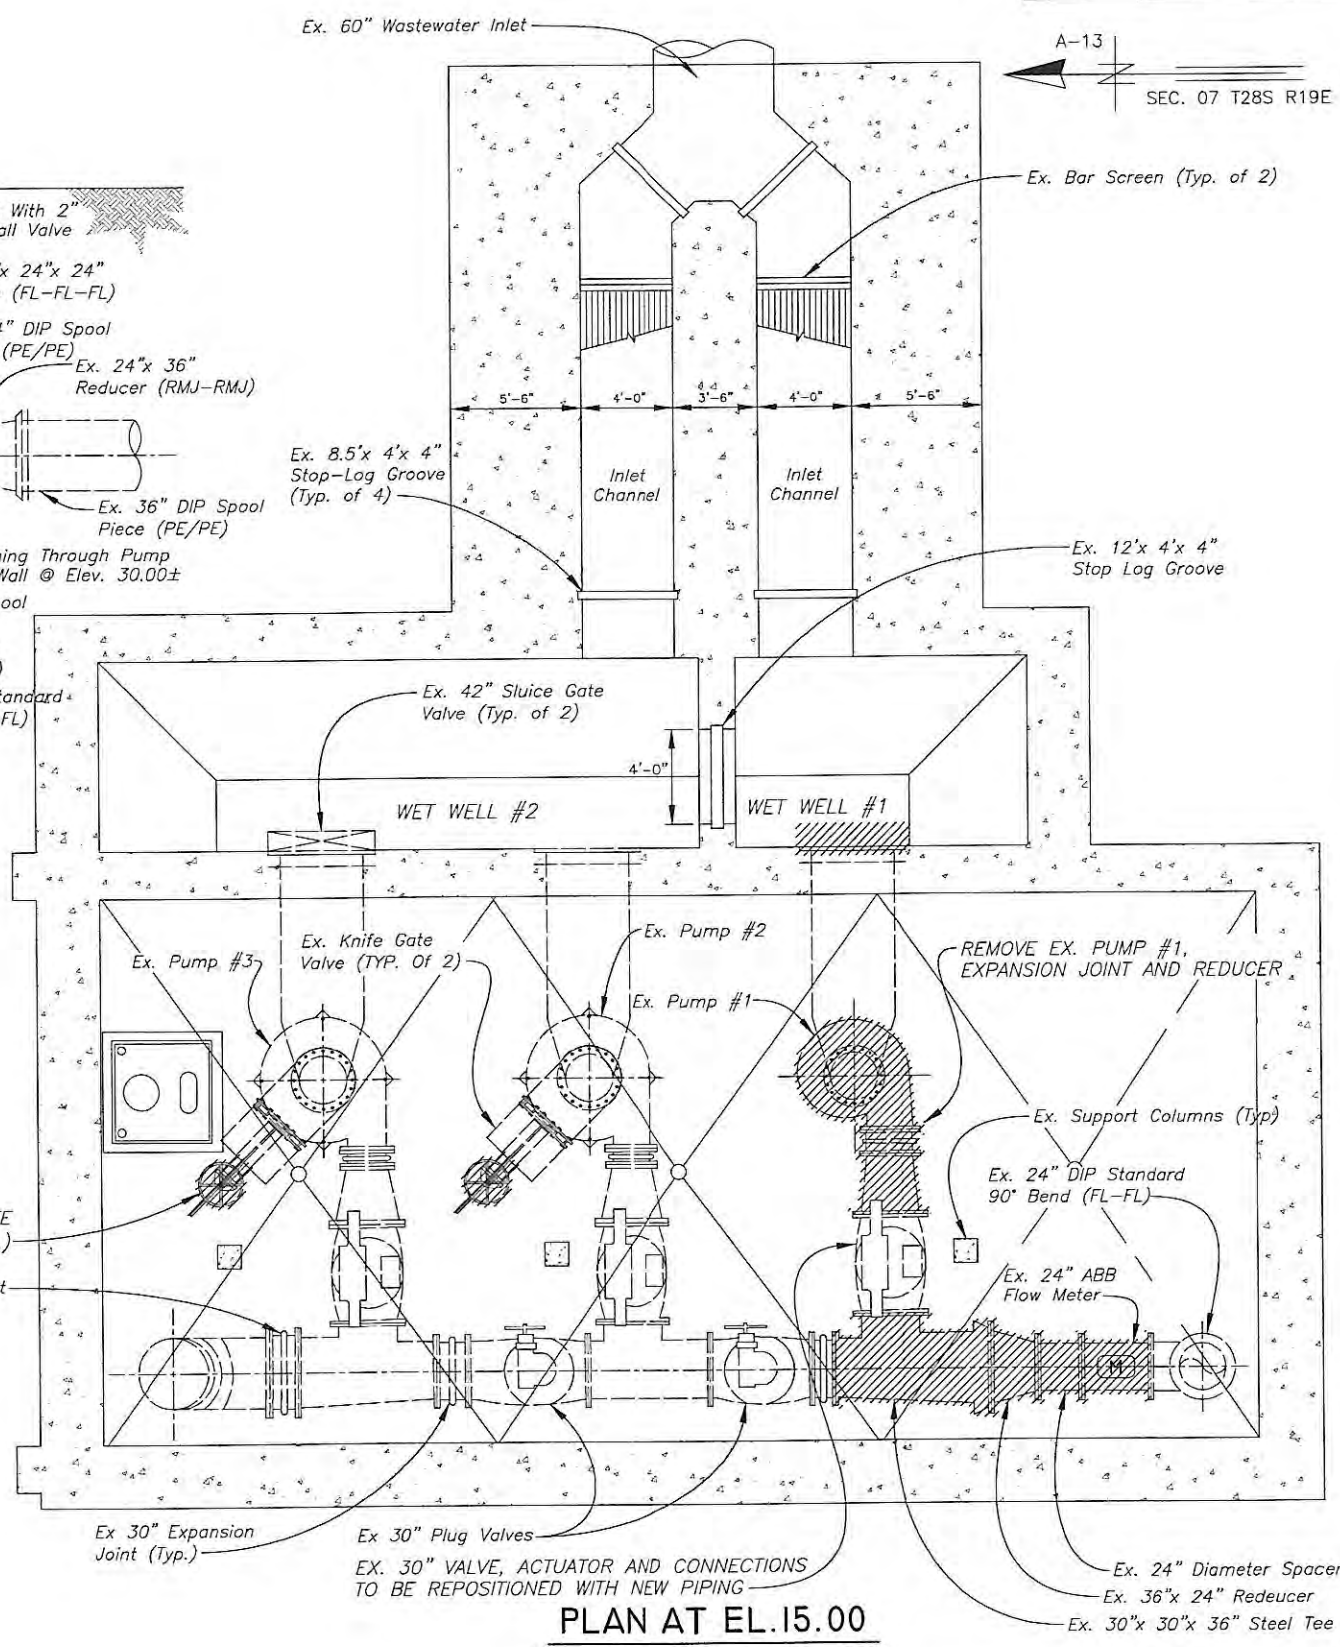 Ex. 60" Wastewater Inlet
A-13
SEC. 07 T28S R19E
Ex. Bar Screen (Typ. of 2)
With 2"
all Valve
x 24"x 24"
(FL-FL-FL)
" DIP Spool
(PE/PE)
Ex. 24"x 36"
Reducer (RMJ-RMJ)
5'-6"
4'-0"
3'-6"
4'-0"
5'-6"
Ex. 8.5'x 4'x 4"
Stop-Log Groove
(Typ. of 4)
Inlet
Channel
Inlet
Channel
Ex. 36" DIP Spool
Piece (PE/PE)
ing Through Pump
Wall @ Elev. 30.00±
ool
)
tandard
FL)
Ex. 12'x 4'x 4"
Stop Log Groove
Ex. 42" Sluice Gate
Valve (Typ. of 2)
4'-0"
WET WELL #2
WET WELL #1
Ex. Pump #3
Ex. Knife Gate
Valve (TYP. Of 2)
Ex. Pump #2
Ex. Pump #1
REMOVE EX. PUMP #1,
EXPANSION JOINT AND REDUCER
Ex. Support Columns (Typ)
Ex. 24" DIP Standard
90° Bend (FL-FL)
E
)
t
Ex. 24" ABB
Flow Meter
M
Ex 30" Expansion
Joint (Typ.)
Ex 30" Plug Valves
EX. 30" VALVE, ACTUATOR AND CONNECTIONS
TO BE REPOSITIONED WITH NEW PIPING
Ex. 24" Diameter Spacer
Ex. 36"x 24" Redeucer
Ex. 30"x 30"x 36" Steel Tee
PLAN AT EL.15.00